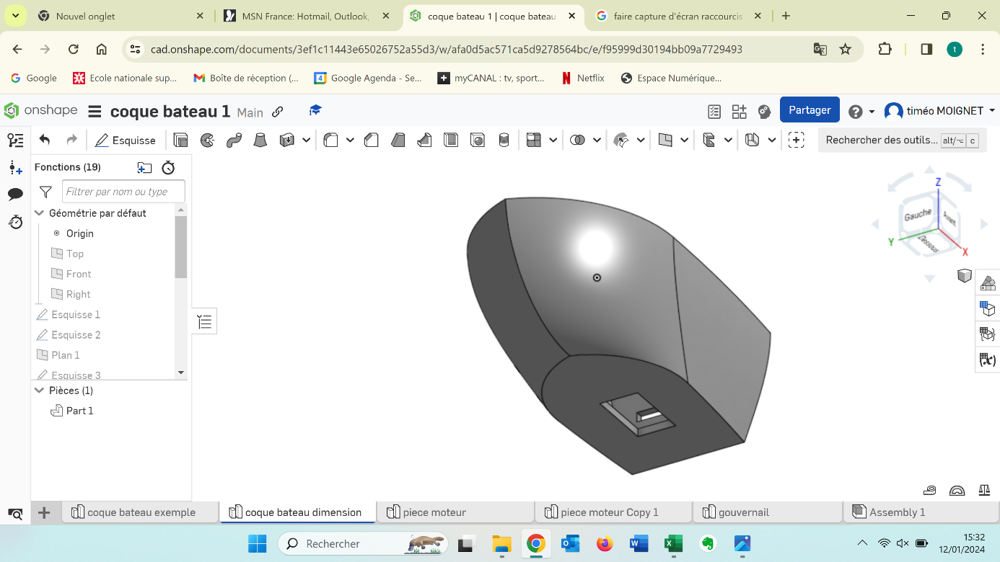 Nouvel onglet
MSN France: Hotmail, Outlook,
coque bateau 1 | coque bateau
faire capture d'écran raccourcis
cad.onshape.com/documents/3ef1c11443e65026752a55d3/w/afa0d5ac571ca5d9278564bc/e/f95999d30194bb09a7729493
t
Google
Ecole nationale sup...
Boîte de réception (...
4
Google Agenda - Se...
myCANAL : tv, sport...
Netflix
Espace Numérique...
onshape
coque bateau 1 Main
Partager
timéo MOIGNET
Esquisse
Rechercher des outils... alt/⌥ c
Fonctions (19)
Filtrer par nom ou type
Géométrie par défaut
Origin
Top
Front
Right
Esquisse 1
Esquisse 2
Plan 1
Esquisse 3
Pièces (1)
Part 1
Z
Gauche
Avant
Dessous
Y
X
(x)
coque bateau exemple
coque bateau dimension
piece moteur
piece moteur Copy 1
gouvernail
Assembly 1
Rechercher
15:32
12/01/2024